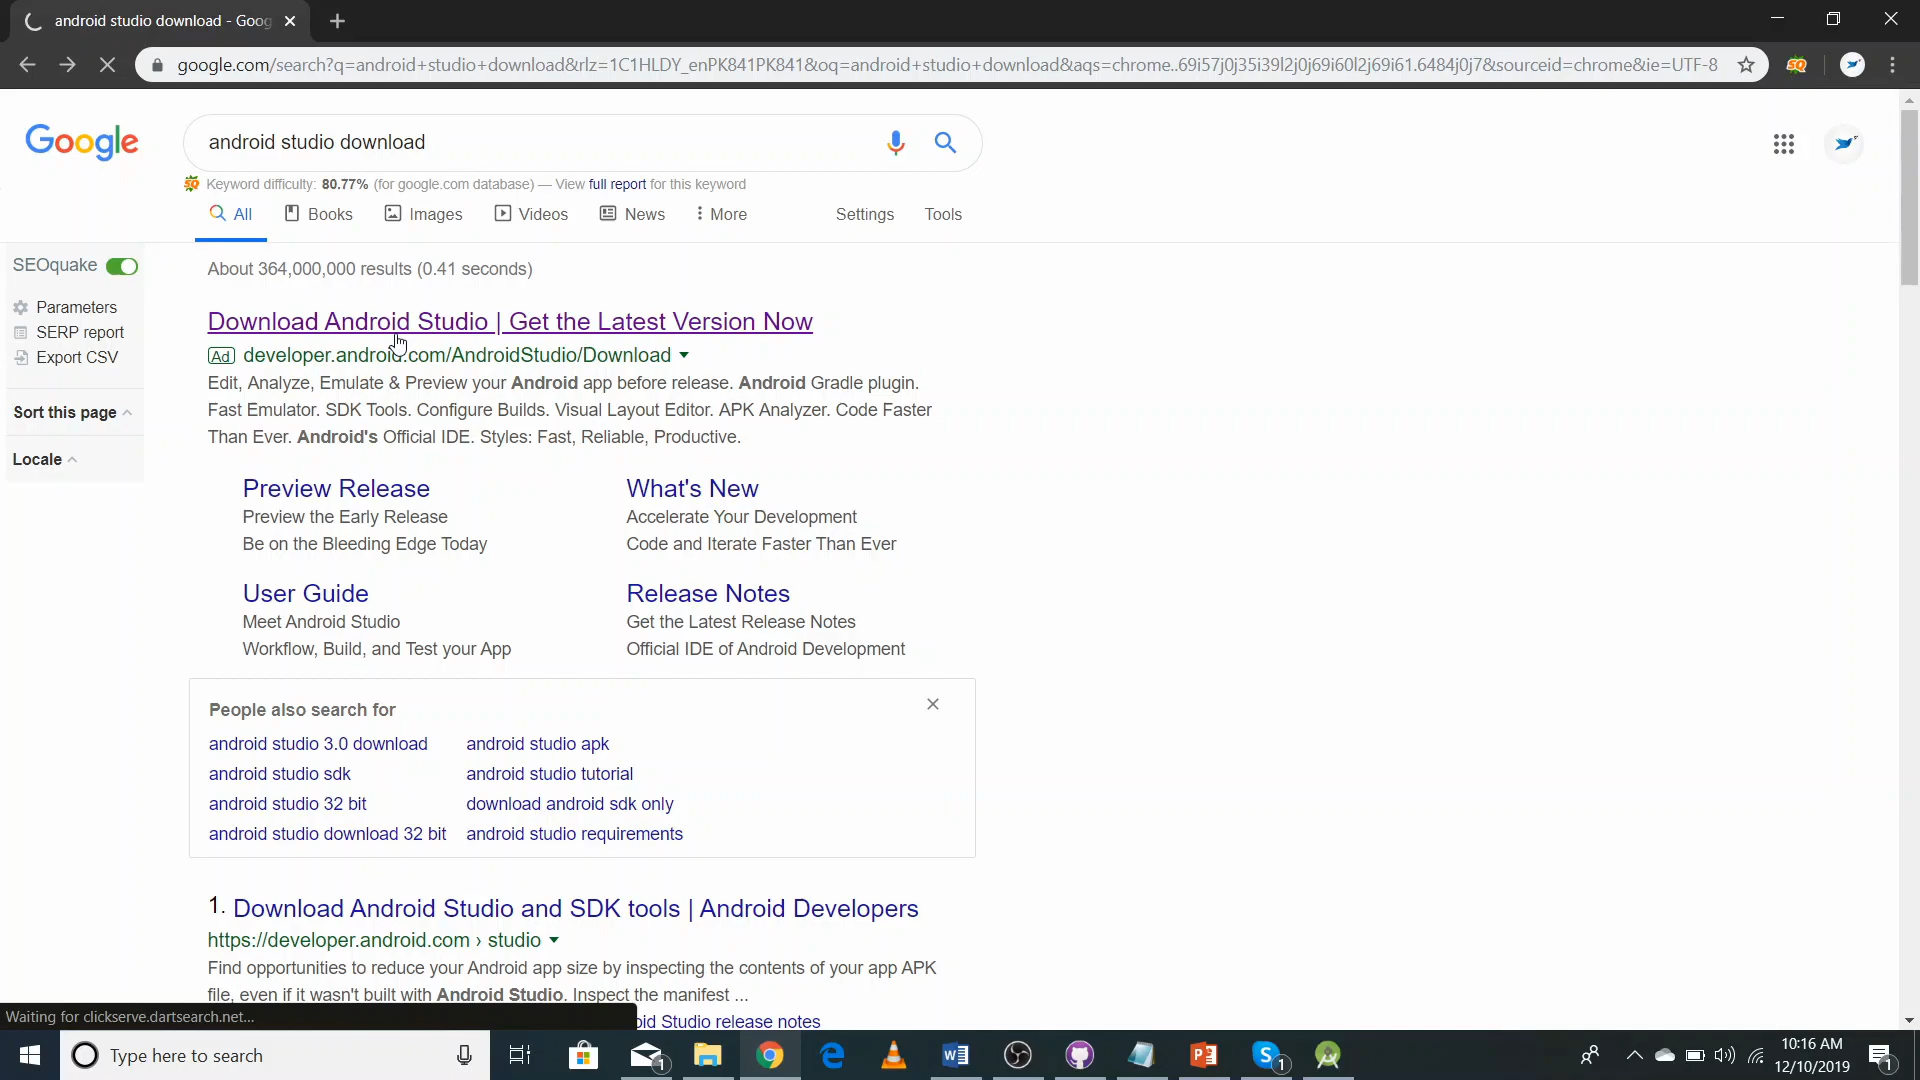 android studio download - Goog
google.com/search?q=android+studio+download&rlz=1C1HLDY_enPK841PK841&oq=android+studio+download&aqs=chrome..69i57j0j35i39l2j0j69i60l2j69i61.6484j0j7&sourceid=chrome&ie=UTF-8
Google
android studio download
Keyword difficulty: 80.77% (for google.com database) — View full report for this keyword
All Books Images Videos News More Settings Tools
SEOquake
Parameters
SERP report
Export CSV
Sort this page
Locale
About 364,000,000 results (0.41 seconds)
Download Android Studio | Get the Latest Version Now
Ad developer.android.com/AndroidStudio/Download
Edit, Analyze, Emulate & Preview your Android app before release. Android Gradle plugin.
Fast Emulator. SDK Tools. Configure Builds. Visual Layout Editor. APK Analyzer. Code Faster
Than Ever. Android's Official IDE. Styles: Fast, Reliable, Productive.
Preview Release
Preview the Early Release
Be on the Bleeding Edge Today
What's New
Accelerate Your Development
Code and Iterate Faster Than Ever
User Guide
Meet Android Studio
Workflow, Build, and Test your App
Release Notes
Get the Latest Release Notes
Official IDE of Android Development
People also search for
android studio 3.0 download
android studio apk
android studio sdk
android studio tutorial
android studio 32 bit
download android sdk only
android studio download 32 bit
android studio requirements
1. Download Android Studio and SDK tools | Android Developers
https://developer.android.com › studio
Find opportunities to reduce your Android app size by inspecting the contents of your app APK
file, even if it wasn't built with Android Studio. Inspect the manifest ...
oid Studio release notes
Waiting for clickserve.dartsearch.net...
Type here to search
1
1
10:16 AM
12/10/2019
1